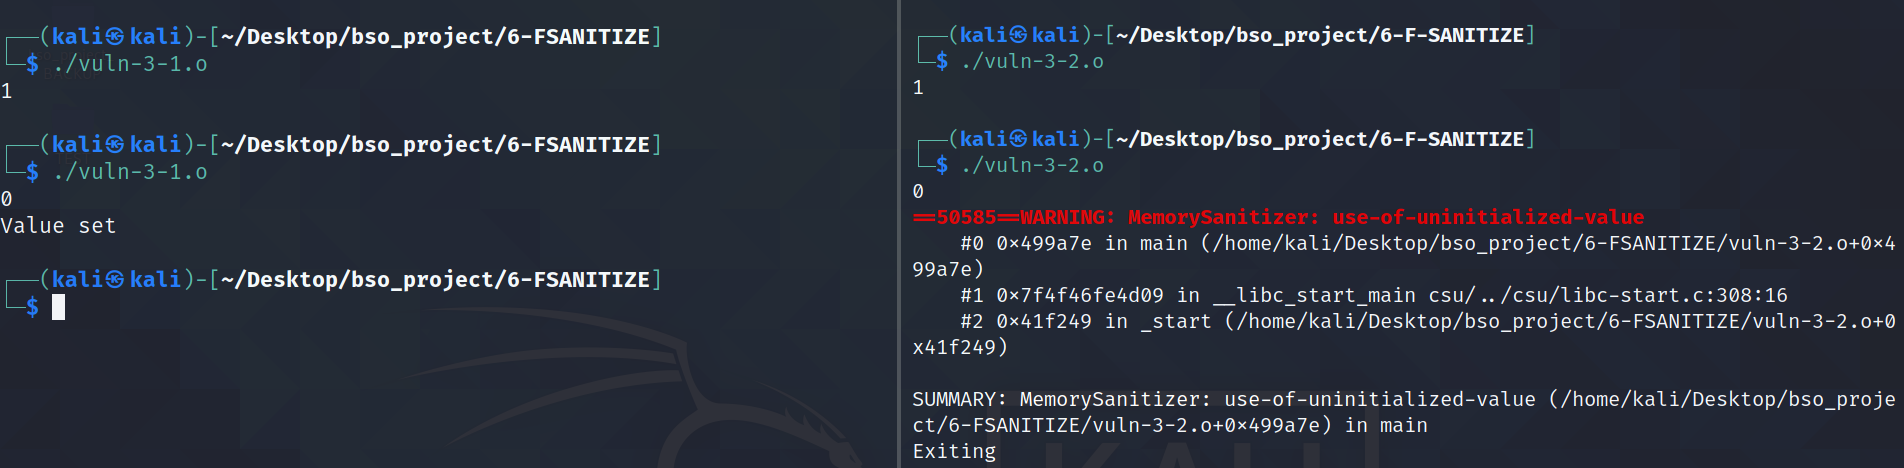 ┌──(kali㉿kali)-[~/Desktop/bso_project/6-FSANITIZE]
└─$ ./vuln-3-1.o
1
┌──(kali㉿kali)-[~/Desktop/bso_project/6-FSANITIZE]
└─$ ./vuln-3-1.o
0
Value set
┌──(kali㉿kali)-[~/Desktop/bso_project/6-FSANITIZE]
└─$
┌──(kali㉿kali)-[~/Desktop/bso_project/6-F-SANITIZE]
└─$ ./vuln-3-2.o
1
┌──(kali㉿kali)-[~/Desktop/bso_project/6-F-SANITIZE]
└─$ ./vuln-3-2.o
0
==50585==WARNING: MemorySanitizer: use-of-uninitialized-value
    #0 0×499a7e in main (/home/kali/Desktop/bso_project/6-FSANITIZE/vuln-3-2.o+0×4
99a7e)
    #1 0×7f4f46fe4d09 in __libc_start_main csu/../csu/libc-start.c:308:16
    #2 0×41f249 in _start (/home/kali/Desktop/bso_project/6-FSANITIZE/vuln-3-2.o+0
x41f249)
SUMMARY: MemorySanitizer: use-of-uninitialized-value (/home/kali/Desktop/bso_proje
ct/6-FSANITIZE/vuln-3-2.o+0×499a7e) in main
Exiting